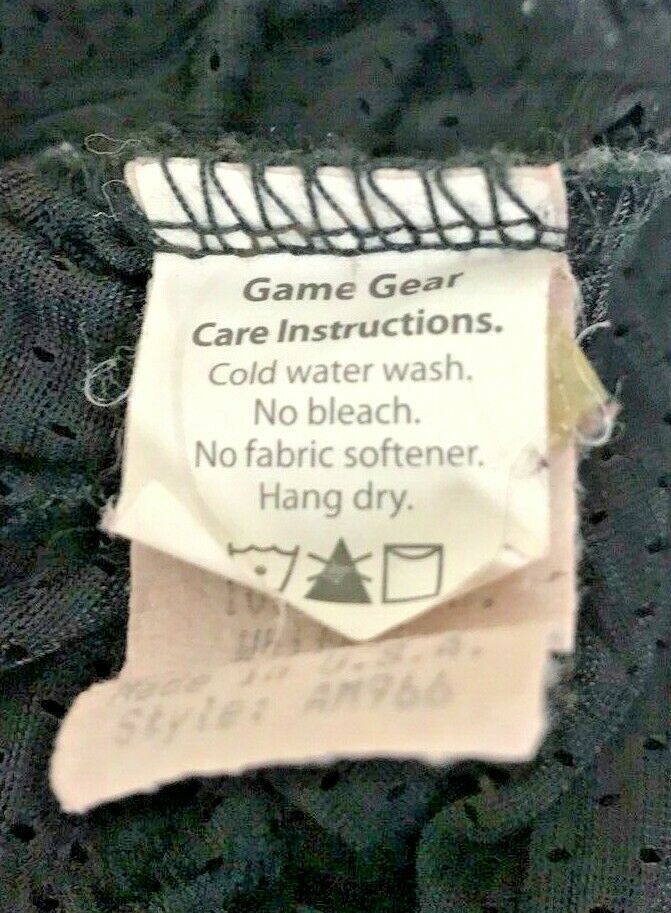 Game Gear
Care Instructions.
Cold water wash.
No bleach.
No fabric softener.
Hang dry.
Made in U.S.A.
Style: AM966